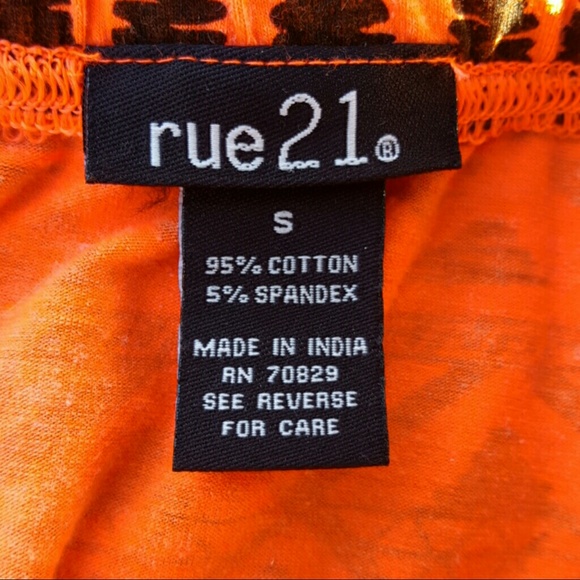 rue21®
S
95% COTTON
5% SPANDEX
MADE IN INDIA
RN 70829
SEE REVERSE
FOR CARE